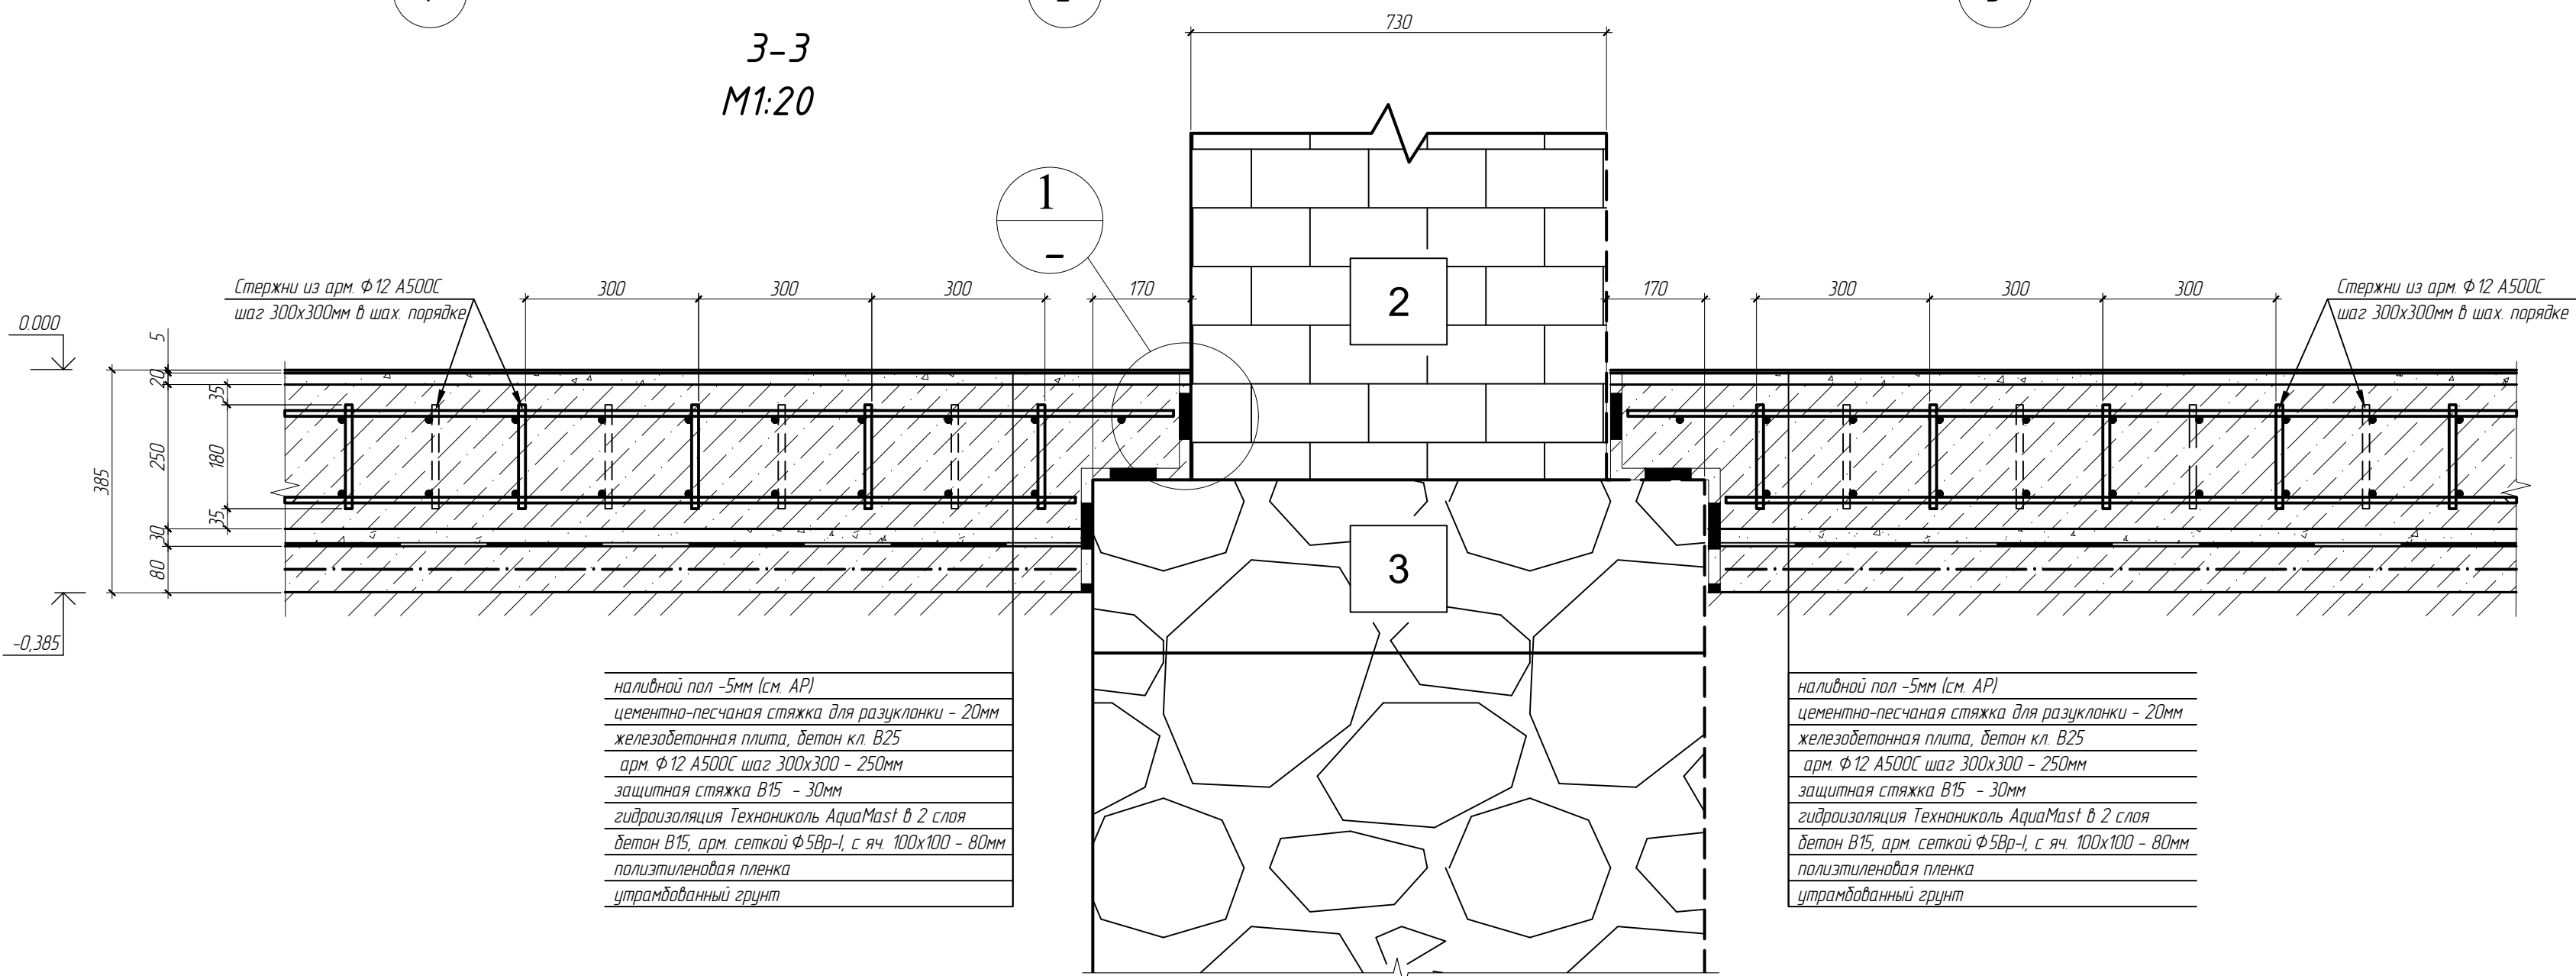 3-3
М1:20
730
1
-
2
3
Стержни из арм. Ф12 А500С
шаг 300х300мм в шах. порядке
300
300
300
170
170
300
300
300
Стержни из арм. Ф12 А500С
шаг 300х300мм в шах. порядке
0.000
-0,385
385
5
20
250
30
80
35
180
35
наливной пол -5мм (см. АР)
цементно-песчаная стяжка для разуклонки - 20мм
железобетонная плита, бетон кл. В25
арм. Ф12 А500С шаг 300х300 - 250мм
защитная стяжка В15 - 30мм
гидроизоляция Технониколь AquaMast в 2 слоя
бетон В15, арм. сеткой Ф5Вр-I, с яч. 100х100 - 80мм
полиэтиленовая пленка
утрамбованный грунт
наливной пол -5мм (см. АР)
цементно-песчаная стяжка для разуклонки - 20мм
железобетонная плита, бетон кл. В25
арм. Ф12 А500С шаг 300х300 - 250мм
защитная стяжка В15 - 30мм
гидроизоляция Технониколь AquaMast в 2 слоя
бетон В15, арм. сеткой Ф5Вр-I, с яч. 100х100 - 80мм
полиэтиленовая пленка
утрамбованный грунт